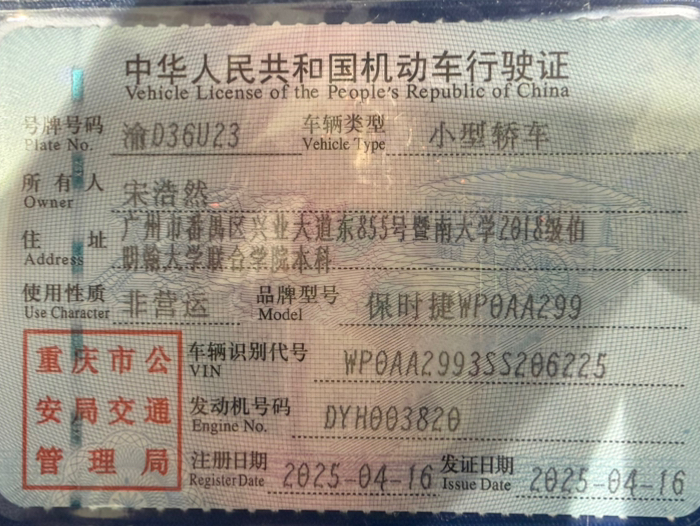 中华人民共和国机动车行驶证
Vehicle License of the People's Republic of China
号牌号码 渝D36U23 车辆类型 小型轿车
Plate No. Vehicle Type
所有人 宋浩然
Owner
住址 广州市番禺区兴业大道东855号暨南大学2018级伯
Address 明翰大学联合学院本科
使用性质 非营运 品牌型号 保时捷WP0AA299
Use Character Model
重庆市公 车辆识别代号 WP0AA2993SS206225
VIN
安局交通 发动机号码 DYH003820
Engine No.
管理局 注册日期 2025-04-16 发证日期 2025-04-16
Register Date Issue Date